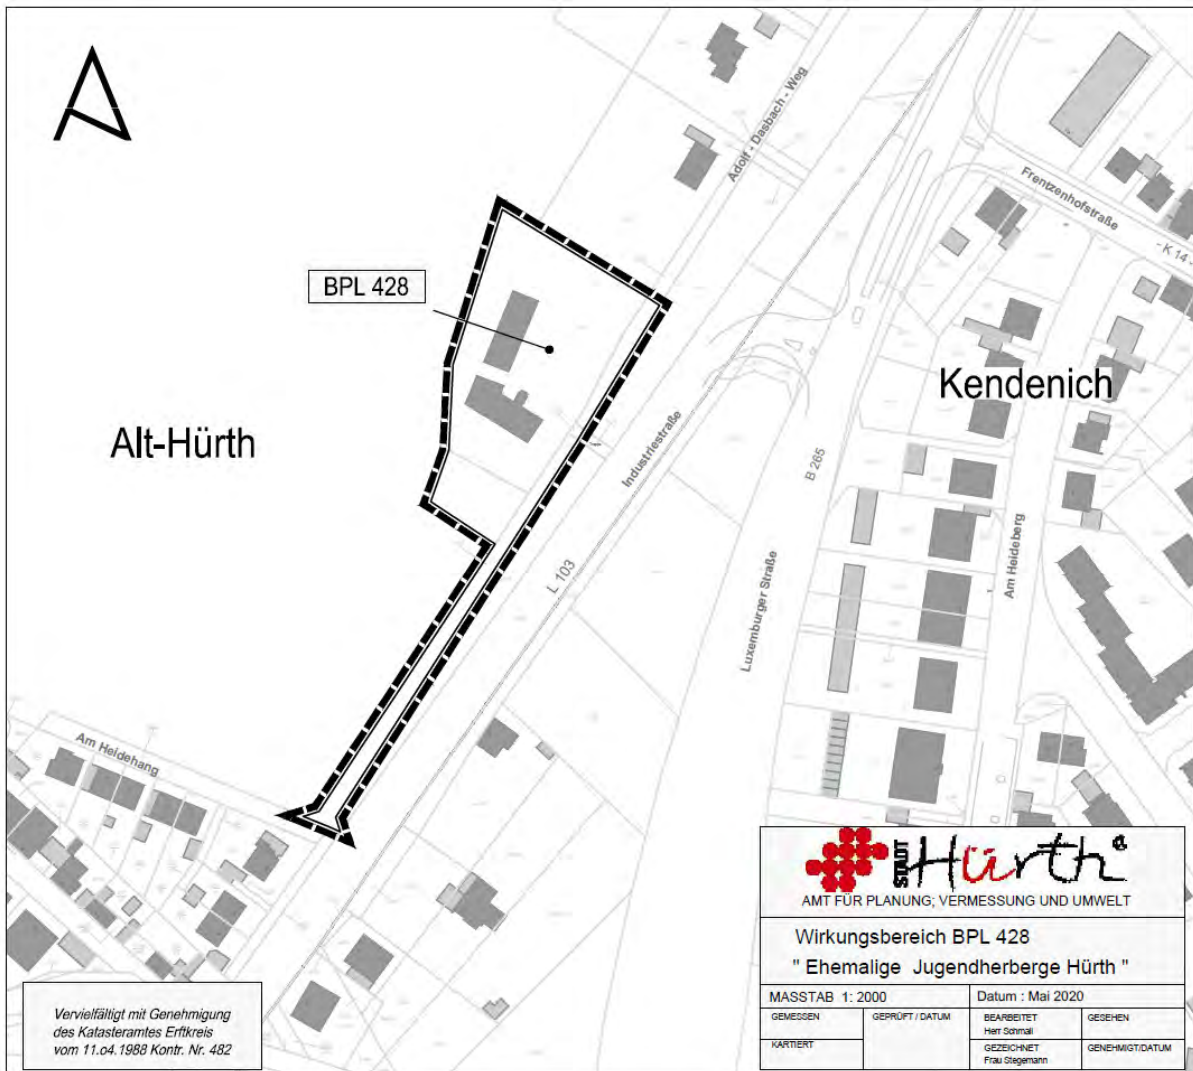 Adolf - Dasbach - Weg
Frentzenhofstraße
- K 14 -
BPL 428
Kendenich
Alt-Hürth
Industriestraße
B 265
L 103
Luxemburger Straße
Am Heideberg
Am Heidehang
STADT Hürth
AMT FÜR PLANUNG; VERMESSUNG UND UMWELT
Wirkungsbereich BPL 428
" Ehemalige Jugendherberge Hürth "
MASSTAB 1: 2000
Datum : Mai 2020
GEMESSEN
GEPRÜFT / DATUM
BEARBEITET
Herr Schmall
GESEHEN
KARTIERT
GEZEICHNET
Frau Stegemann
GENEHMIGT/DATUM
Vervielfältigt mit Genehmigung
des Katasteramtes Erftkreis
vom 11.o4.1988 Kontr. Nr. 482